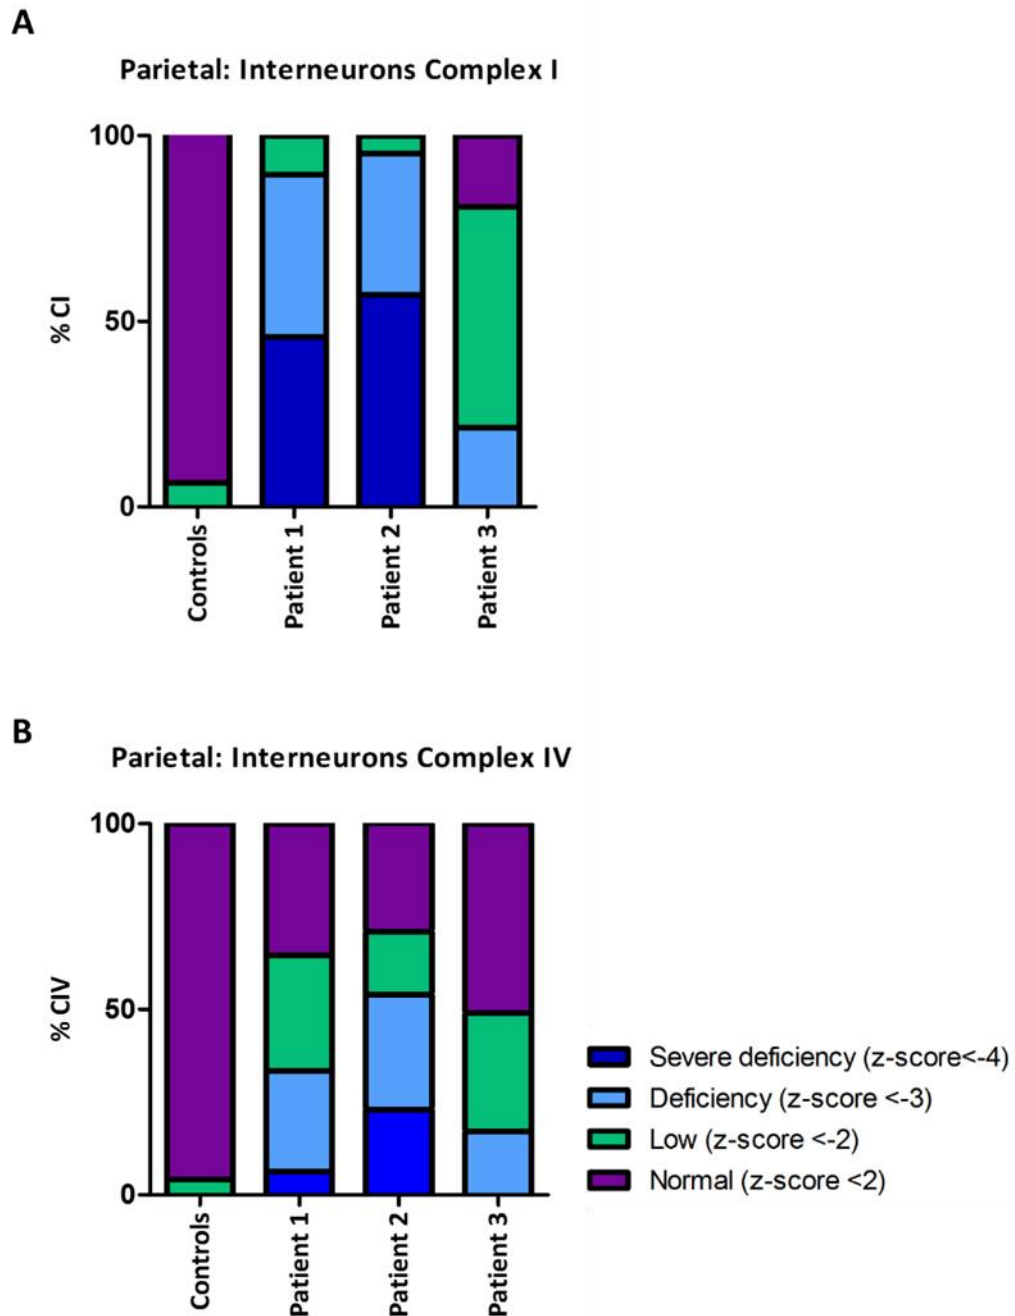 A
Parietal: Interneurons Complex I
100
50
0
% CI
Controls
Patient 1
Patient 2
Patient 3
B
Parietal: Interneurons Complex IV
100
50
0
% CIV
Controls
Patient 1
Patient 2
Patient 3
Severe deficiency (z-score<-4)
Deficiency (z-score <-3)
Low (z-score <-2)
Normal (z-score <2)